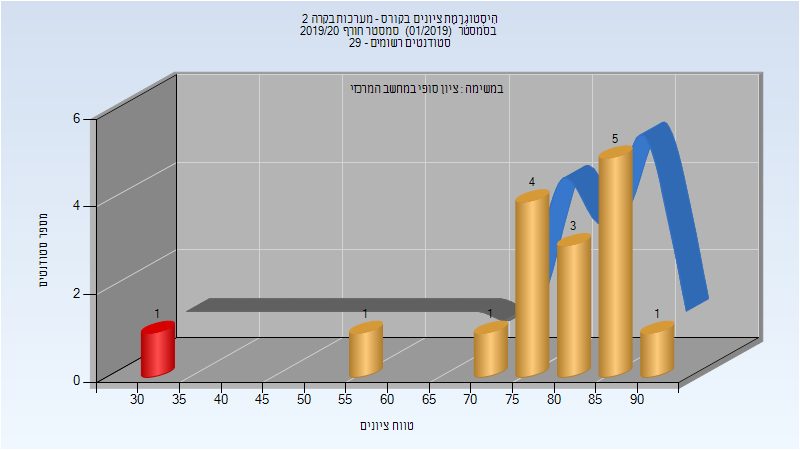 היסטוגרמת ציונים בקורס - מערכות בקרה 2
בסמסטר (01/2019) סמסטר חורף 2019/20
סטודנטים רשומים - 29
במשימה : ציון סופי במחשב המרכזי
מספר סטודנטים
6
4
2
0
1
1
1
4
3
5
1
30 35 40 45 50 55 60 65 70 75 80 85 90
טווח ציונים